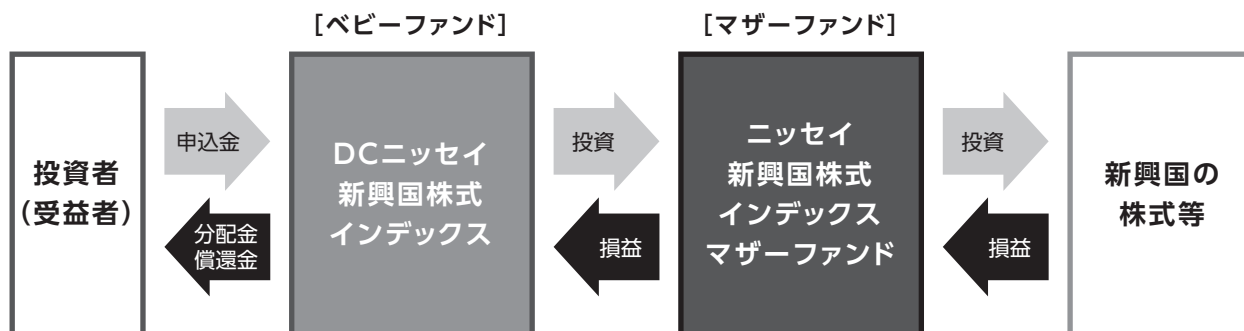 [ベビーファンド]
[マザーファンド]
投資者
(受益者)
申込金
分配金
償還金
DCニッセイ
新興国株式
インデックス
投資
損益
ニッセイ
新興国株式
インデックス
マザーファンド
投資
損益
新興国の
株式等